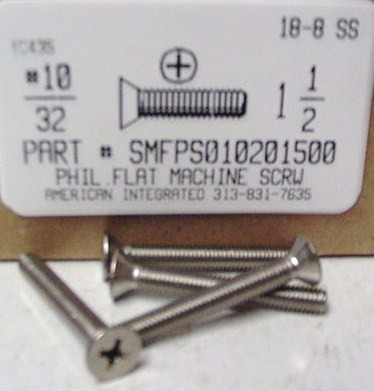 18-8 SS
YC435
#10
32
1 1
2
PART # SMFPS010201500
PHIL.FLAT MACHINE SCRW
AMERICAN INTEGRATED 313-831-7635